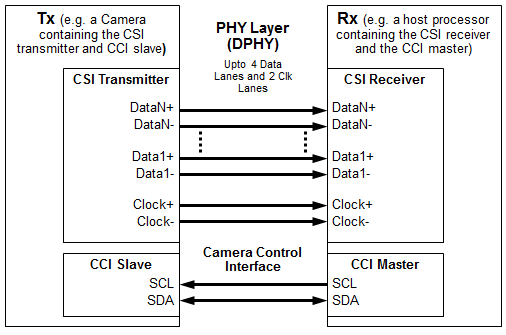 Tx (e.g. a Camera
containing the CSI
transmitter and CCI slave)
PHY Layer
(DPHY)
Upto 4 Data
Lanes and 2 Clk
Lanes
Rx (e.g. a host processor
containing the CSI receiver
and the CCI master)
CSI Transmitter
DataN+
DataN-
Data1+
Data1-
Clock+
Clock-
CSI Receiver
DataN+
DataN-
Data1+
Data1-
Clock+
Clock-
CCI Slave
SCL
SDA
Camera Control
Interface
CCI Master
SCL
SDA